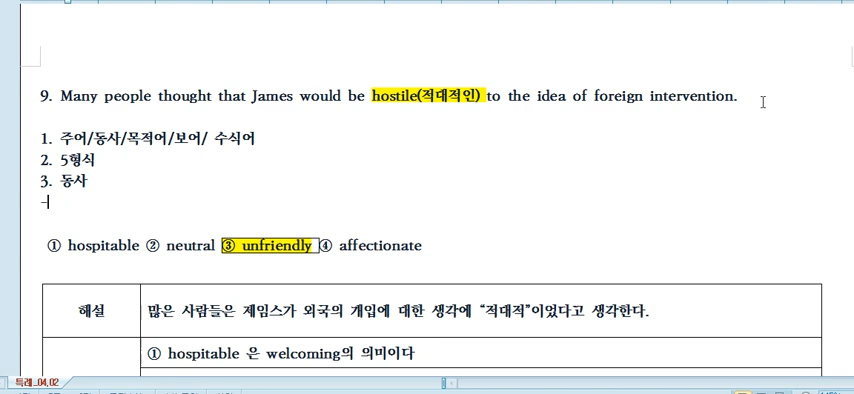 9. Many people thought that James would be hostile(적대적인) to the idea of foreign intervention.
1. 주어/동사/목적어/보어/ 수식어
2. 5형식
3. 동사
-
① hospitable ② neutral ③ unfriendly ④ affectionate
해설 많은 사람들은 제임스가 외국의 개입에 대한 생각에 “적대적”이었다고 생각한다.
① hospitable 은 welcoming의 의미이다
특례_04.02